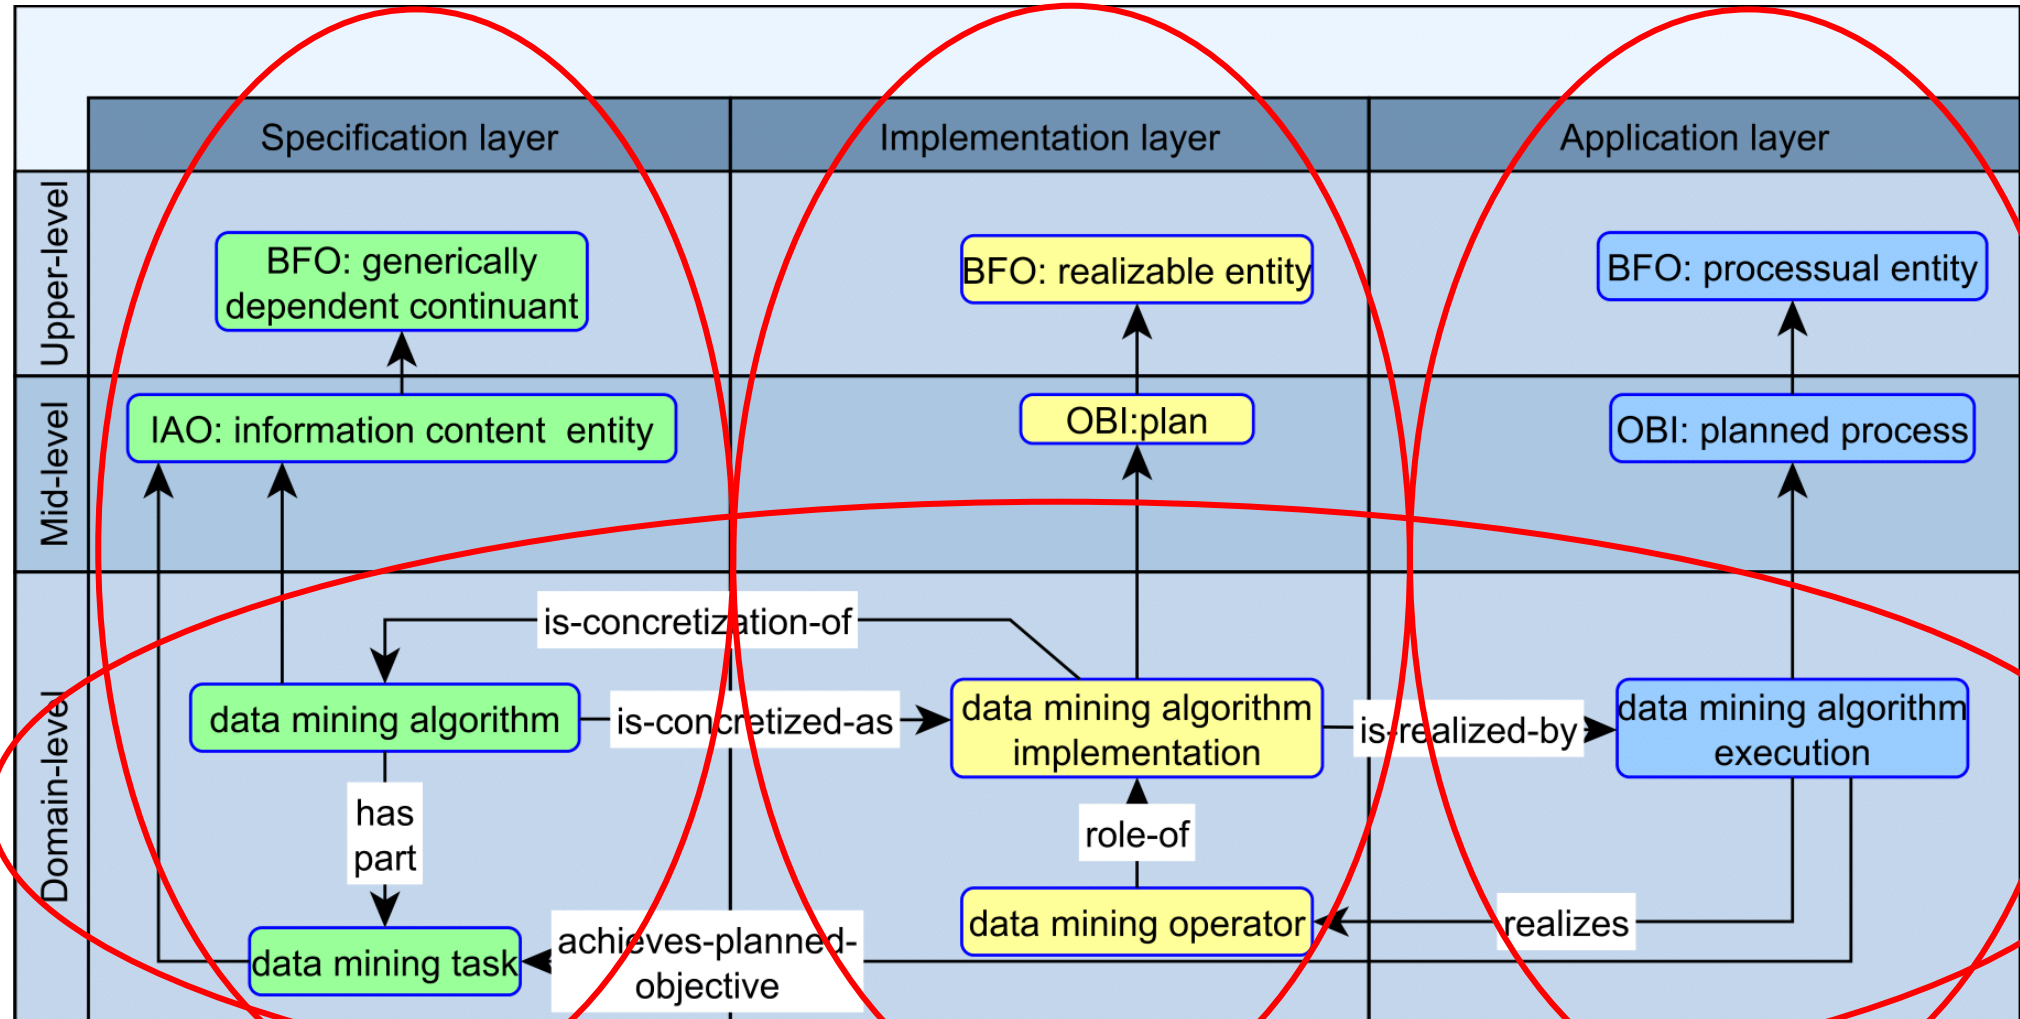 Specification layer
Implementation layer
Application layer
Upper-level
BFO: generically
dependent continuant
BFO: realizable entity
BFO: processual entity
Mid-level
IAO: information content entity
OBI:plan
OBI: planned process
Domain-level
is-concretization-of
data mining algorithm
is-concretized-as
data mining algorithm
implementation
is-realized-by
data mining algorithm
execution
has
part
role-of
data mining task
achieves-planned-
objective
data mining operator
realizes